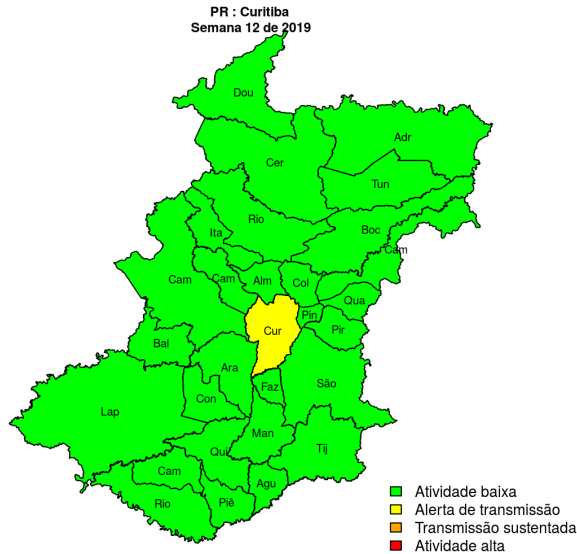 PR : Curitiba
Semana 12 de 2019
Dou
Adr
Cer
Tun
Rio
Ita
Boc
Cam
Cam
Cam
Alm
Col
Qua
Pin
Pir
Cur
Bal
Ara
Faz
São
Con
Lap
Man
Tij
Qui
Cam
Agu
Rio
Piê
Atividade baixa
Alerta de transmissão
Transmissão sustentada
Atividade alta